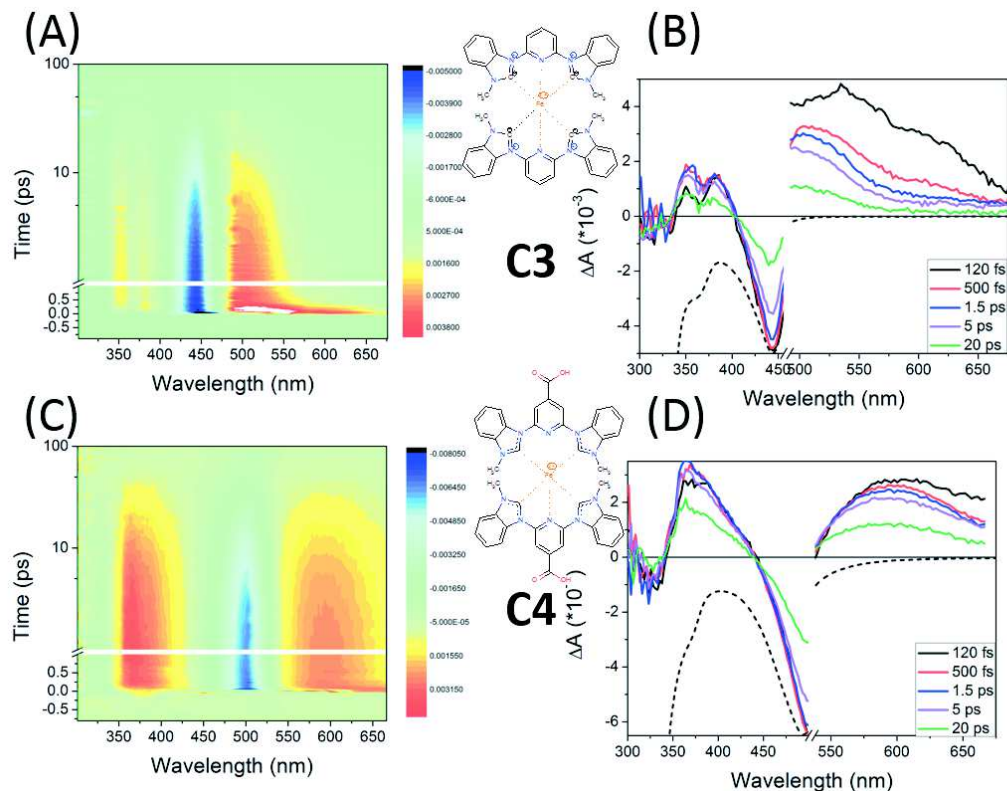 (A)
100
10
0.5
0.0
-0.5
Time (ps)
350 400 450 500 550 600 650
Wavelength (nm)
-0.005000
-0.003900
-0.002800
-0.001700
-6.000E-04
5.000E-04
0.001600
0.002700
0.003800
CH₃
H₃C
C3
(B)
4
2
0
-2
-4
ΔA (*10⁻³)
300 350 400 450 500 550 600 650
Wavelength (nm)
120 fs
500 fs
1.5 ps
5 ps
20 ps
(C)
100
10
0.5
0.0
-0.5
Time (ps)
350 400 450 500 550 600 650
Wavelength (nm)
-0.008050
-0.006450
-0.004850
-0.003250
-0.001650
-5.000E-05
0.001550
0.003150
OH
O
N
C4
(D)
2
0
-2
-4
-6
300 350 400 450 600 650
Wavelength (nm)
120 fs
500 fs
1.5 ps
5 ps
20 ps